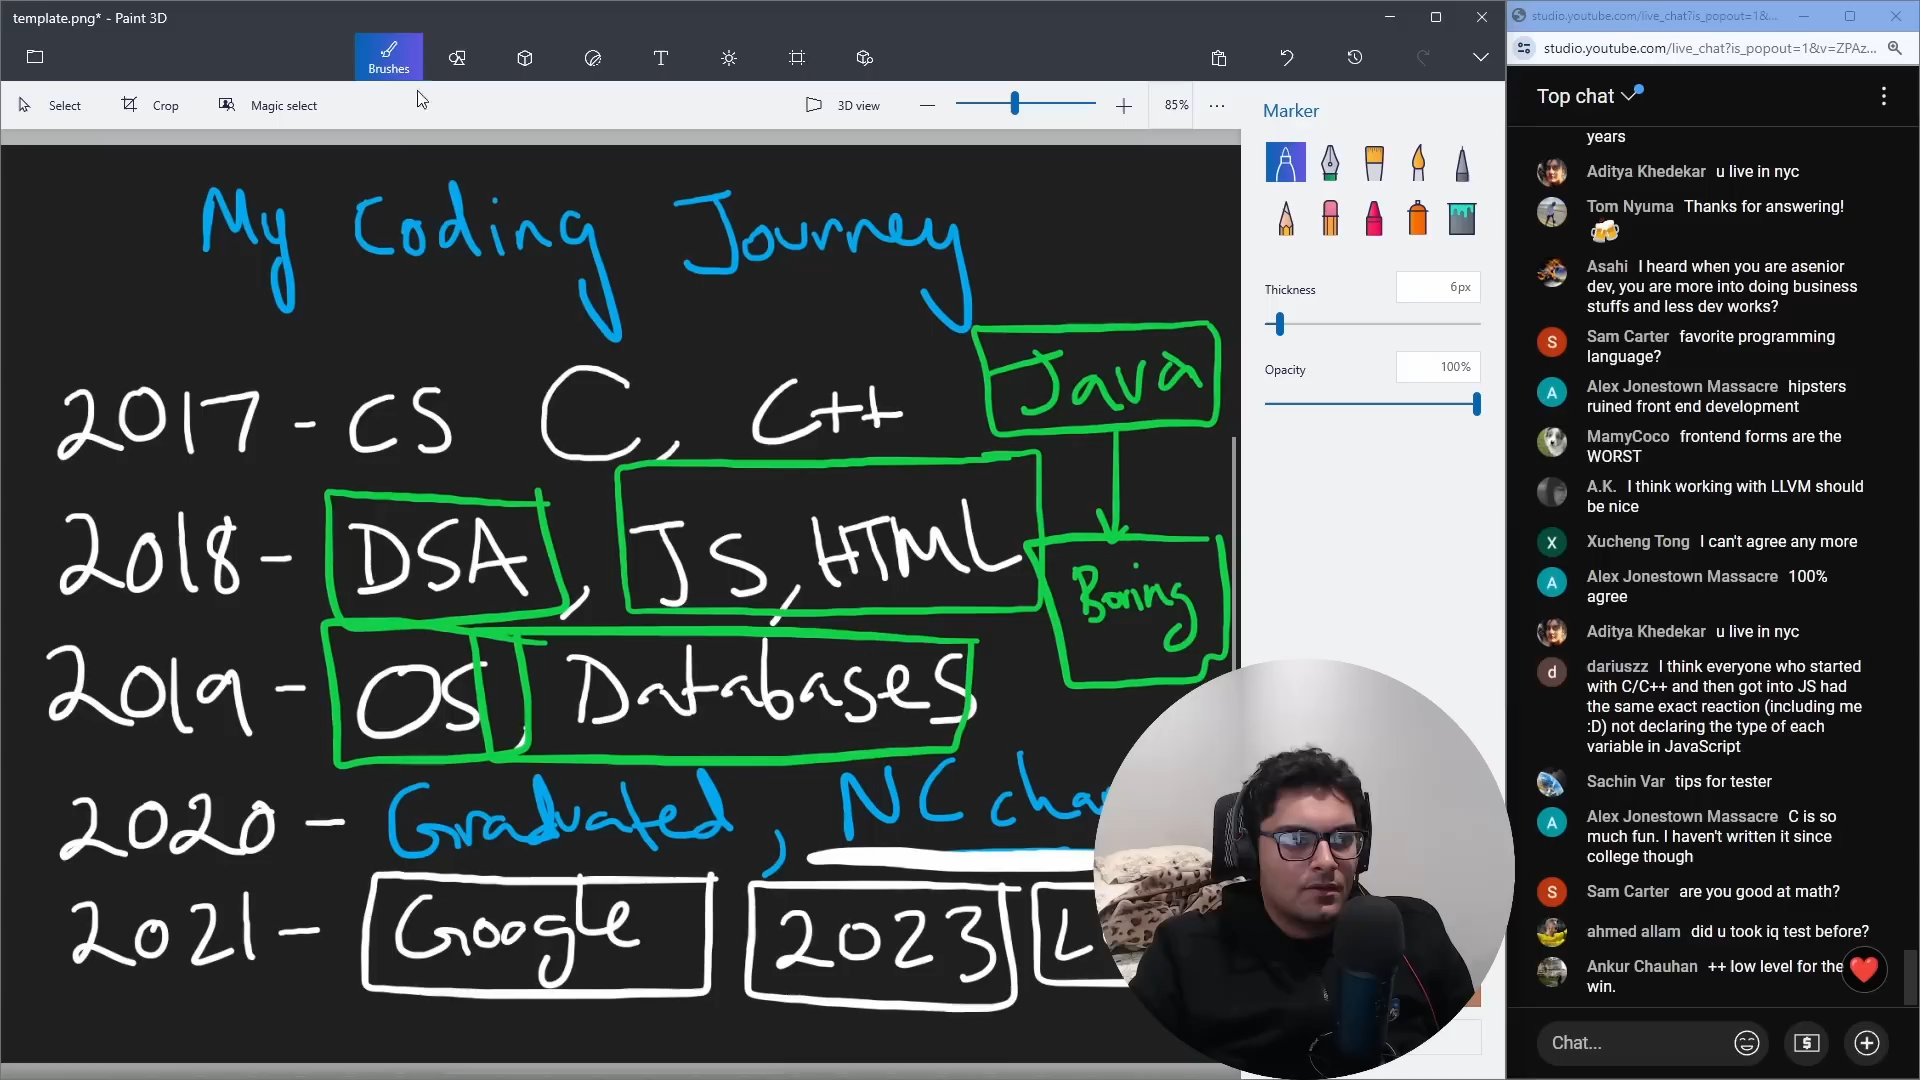 template.png* - Paint 3D
Brushes
Select
Crop
Magic select
3D view
85%
My Coding Journey
2017 - CS C, C++
Java
2018 - DSA, JS, HTML
Boring
2019 - OS, Databases
2020 - Graduated, NC
2021 - Google 2023
Marker
Thickness
6px
Opacity
100%
studio.youtube.com/live_chat?is_popout=1&...
studio.youtube.com/live_chat?is_popout=1&v=ZPAz...
Top chat
years
Aditya Khedekar u live in nyc
Tom Nyuma Thanks for answering!
Asahi I heard when you are asenior
dev, you are more into doing business
stuffs and less dev works?
S
Sam Carter favorite programming
language?
A
Alex Jonestown Massacre hipsters
ruined front end development
MamyCoco frontend forms are the
WORST
A.K. I think working with LLVM should
be nice
X
Xucheng Tong I can't agree any more
A
Alex Jonestown Massacre 100%
agree
Aditya Khedekar u live in nyc
d
dariuszz I think everyone who started
with C/C++ and then got into JS had
the same exact reaction (including me
:D) not declaring the type of each
variable in JavaScript
Sachin Var tips for tester
A
Alex Jonestown Massacre C is so
much fun. I haven't written it since
college though
S
Sam Carter are you good at math?
ahmed allam did u took iq test before?
Ankur Chauhan ++ low level for the
win.
Chat...